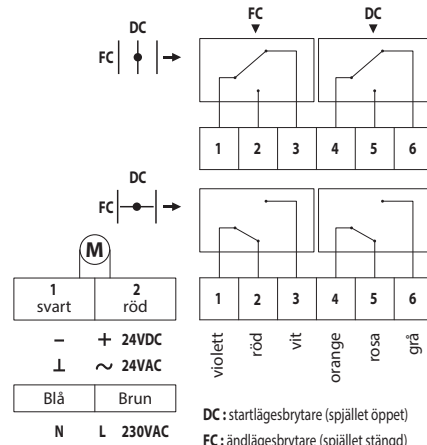 FC DC
DC
FC
1 2 3 4 5 6
DC
FC
M
1 2
svart röd
1 2 3 4 5 6
violett röd vit orange rosa grå
– + 24VDC
⊥ ~ 24VAC
Blå Brun
N L 230VAC
DC : startlägesbrytare (spjället öppet)
FC : ändlägesbrytare (spjället stängd)